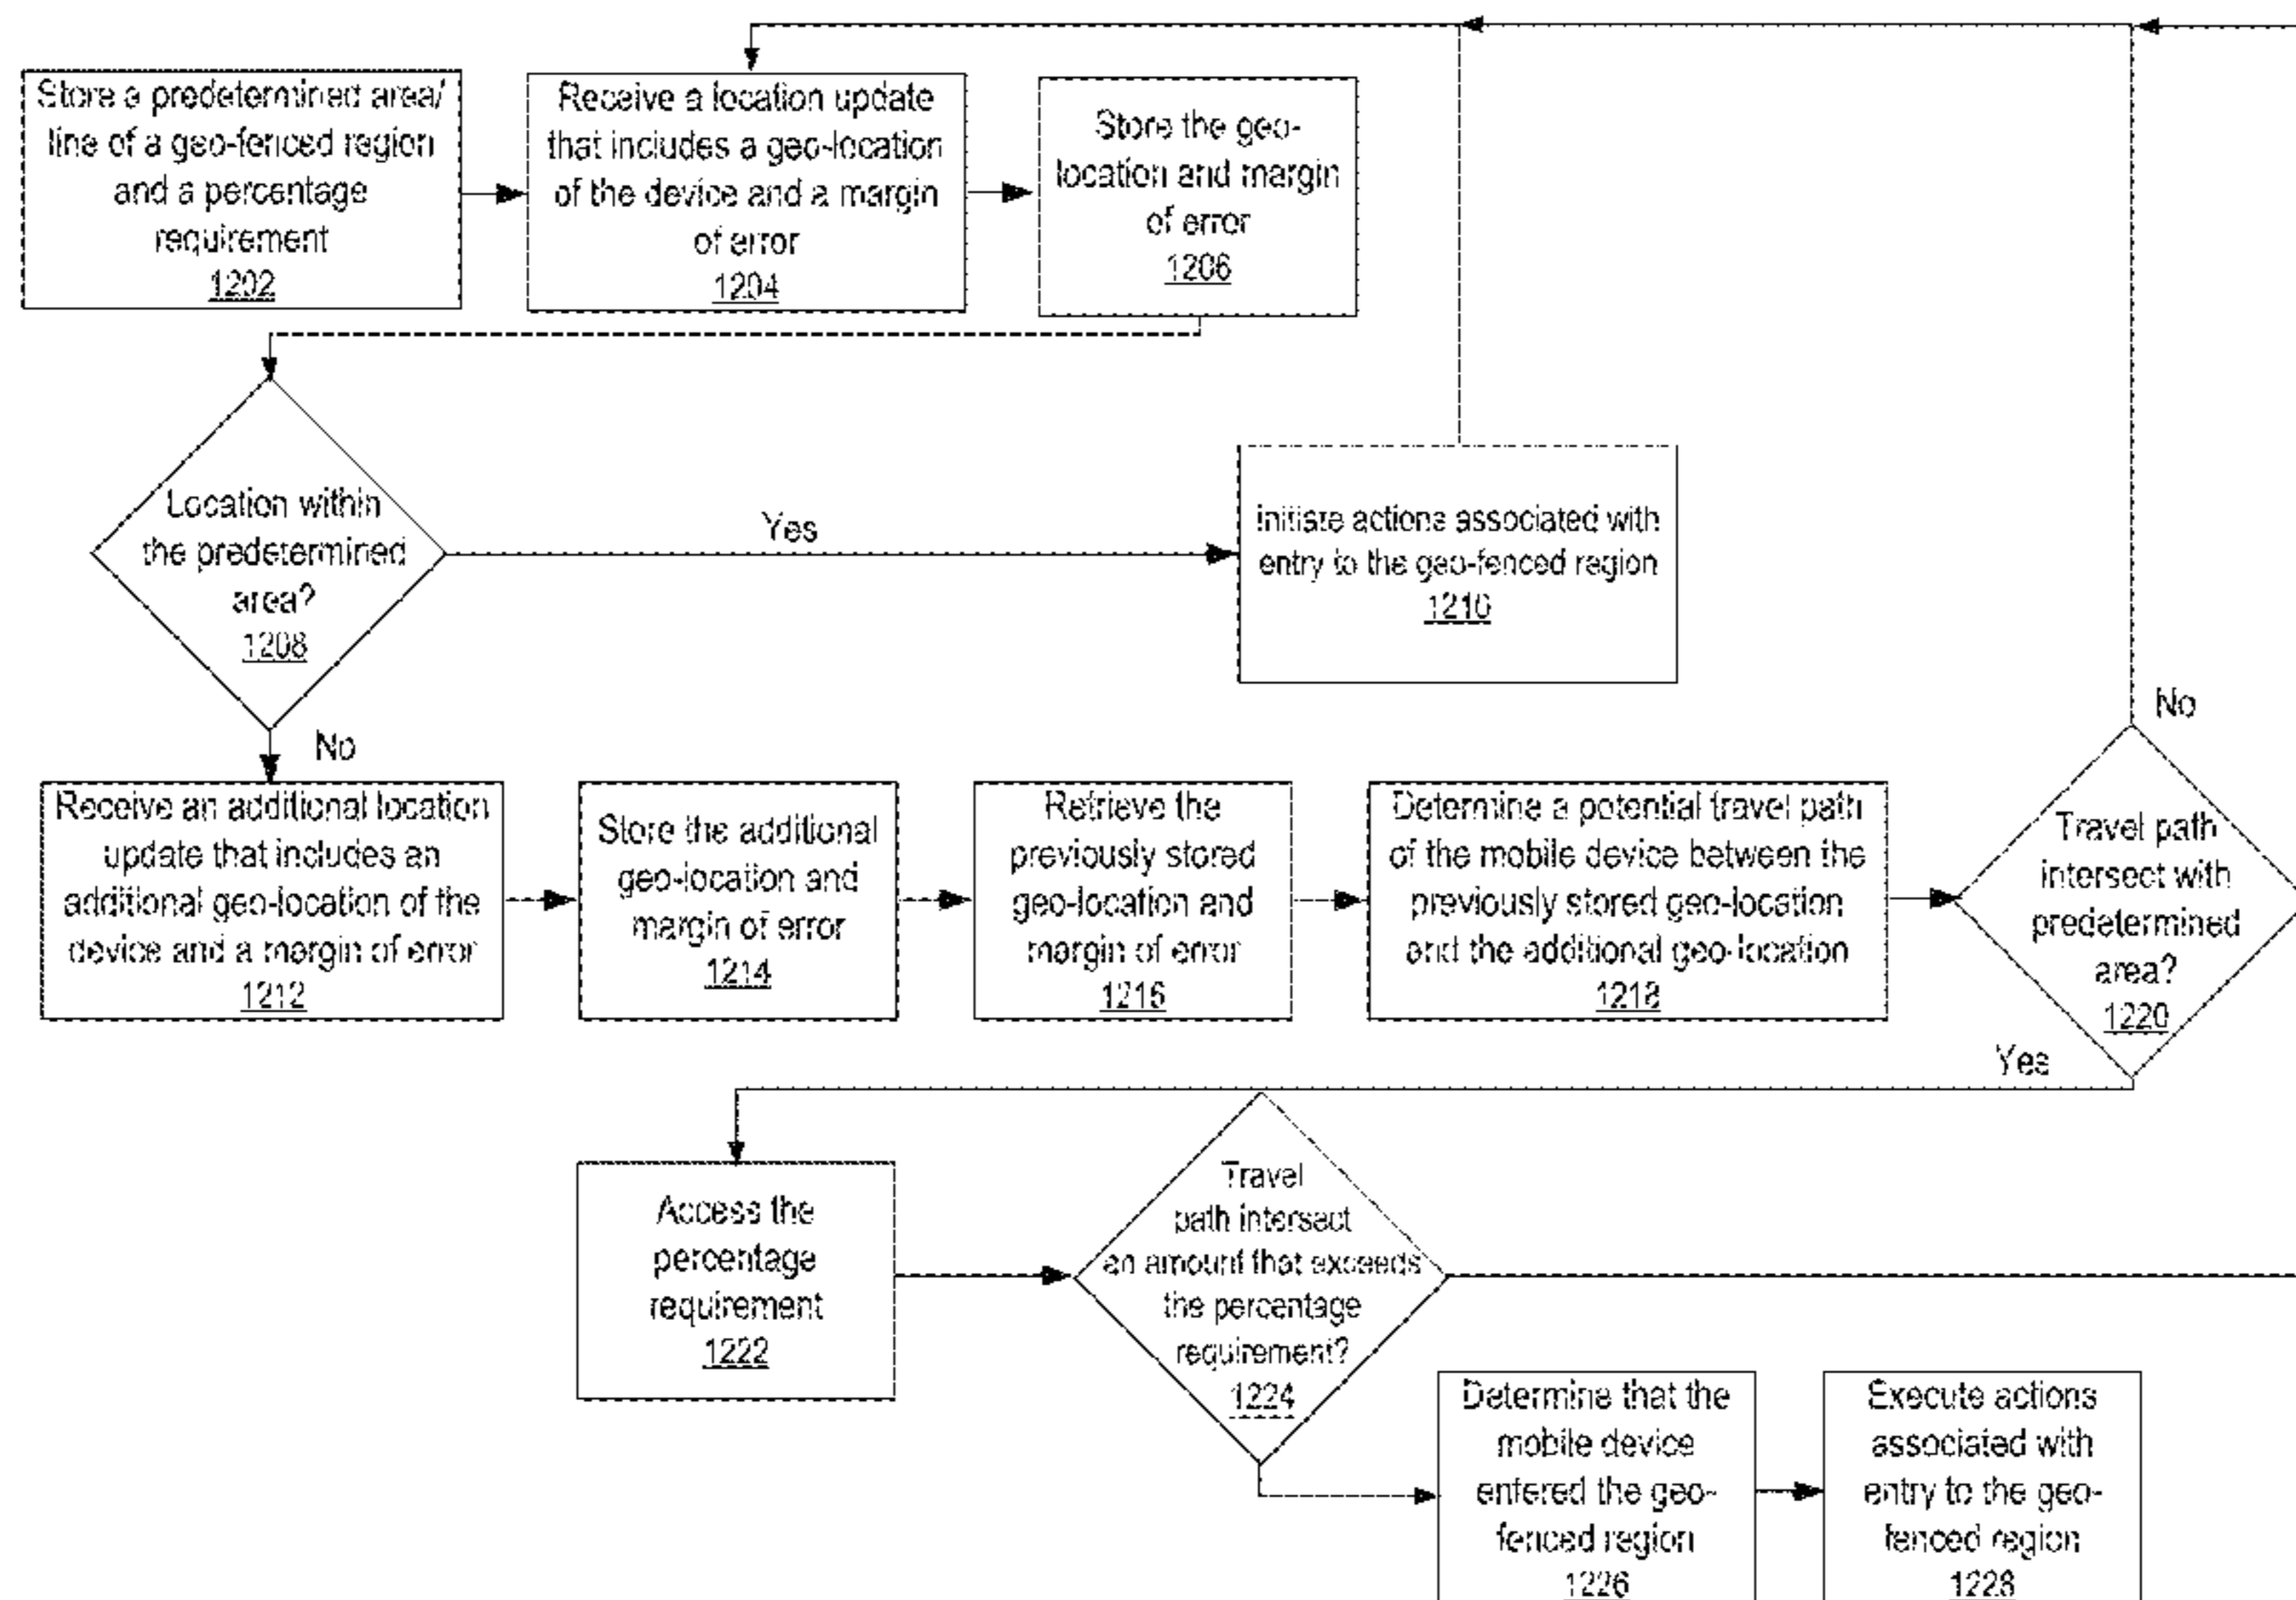 Store a predetermined area/
line of a geo-fenced region
and a percentage
requirement
1202
Receive a location update
that includes a geo-location
of the device and a margin
of error
1204
Store the geo-
location and margin
of error
1206
Location within
the predetermined
area?
1208
Yes
Initiate actions associated with
entry to the geo-fenced region
1210
No
Receive an additional location
update that includes an
additional geo-location of the
device and a margin of error
1212
Store the additional
geo-location and
margin of error
1214
Retrieve the
previously stored
geo-location and
margin of error
1216
Determine a potential travel path
of the mobile device between the
previously stored geo-location
and the additional geo-location
1218
No
Travel path
intersect with
predetermined
area?
1220
Yes
Access the
percentage
requirement
1222
Travel
path intersect
an amount that exceeds
the percentage
requirement?
1224
Determine that the
mobile device
entered the geo-
fenced region
1226
Execute actions
associated with
entry to the geo-
fenced region
1228